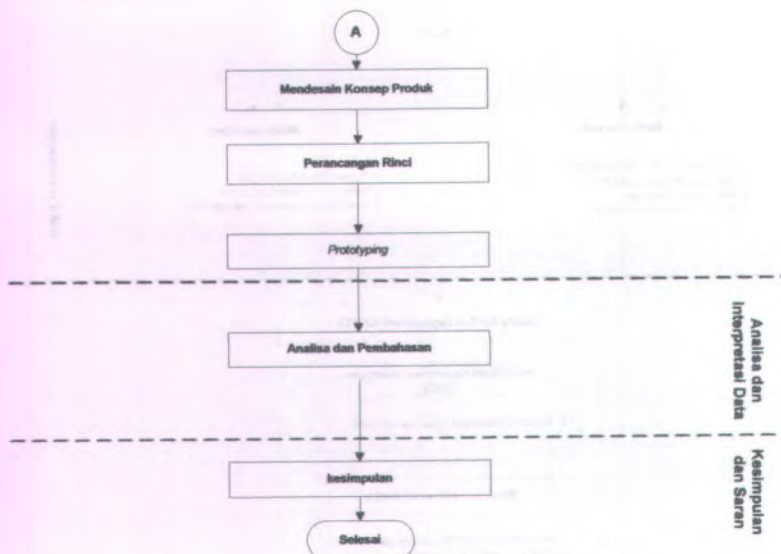 A
Mendesain Konsep Produk
Perancangan Rinci
Prototyping
Analisa dan Pembahasan
Analisa dan
Interpretasi Data
kesimpulan
Kesimpulan
dan Saran
Selesai